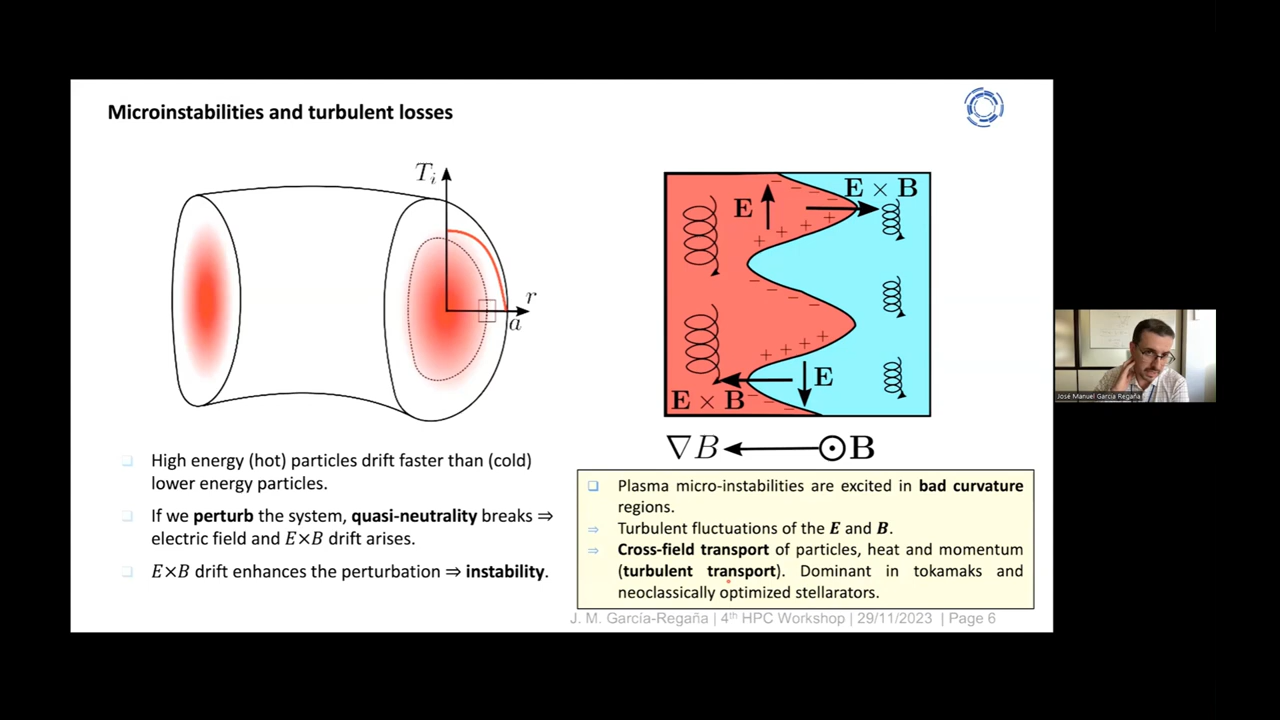 Microinstabilities and turbulent losses
T_i
r
a
E × B
E
E
E × B
∇B
B
High energy (hot) particles drift faster than (cold)
lower energy particles.
If we perturb the system, quasi-neutrality breaks ⇒
electric field and E×B drift arises.
E×B drift enhances the perturbation ⇒ instability.
Plasma micro-instabilities are excited in bad curvature
regions.
⇒ Turbulent fluctuations of the E and B.
⇒ Cross-field transport of particles, heat and momentum
(turbulent transport). Dominant in tokamaks and
neoclassically optimized stellarators.
J. M. García-Regaña | 4th HPC Workshop | 29/11/2023 | Page 6
José Manuel García Regaña